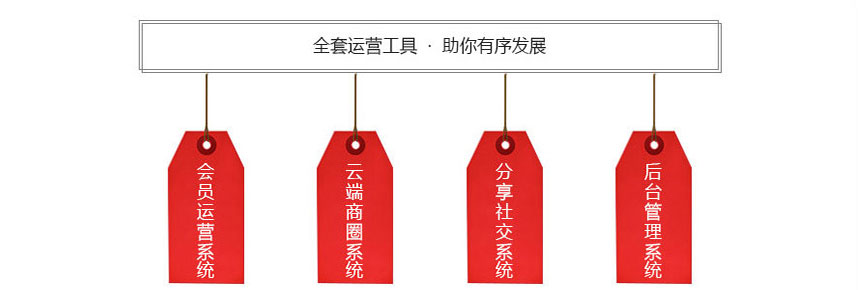 全套运营工具 · 助你有序发展
会员运营系统
云端商圈系统
分享社交系统
后台管理系统